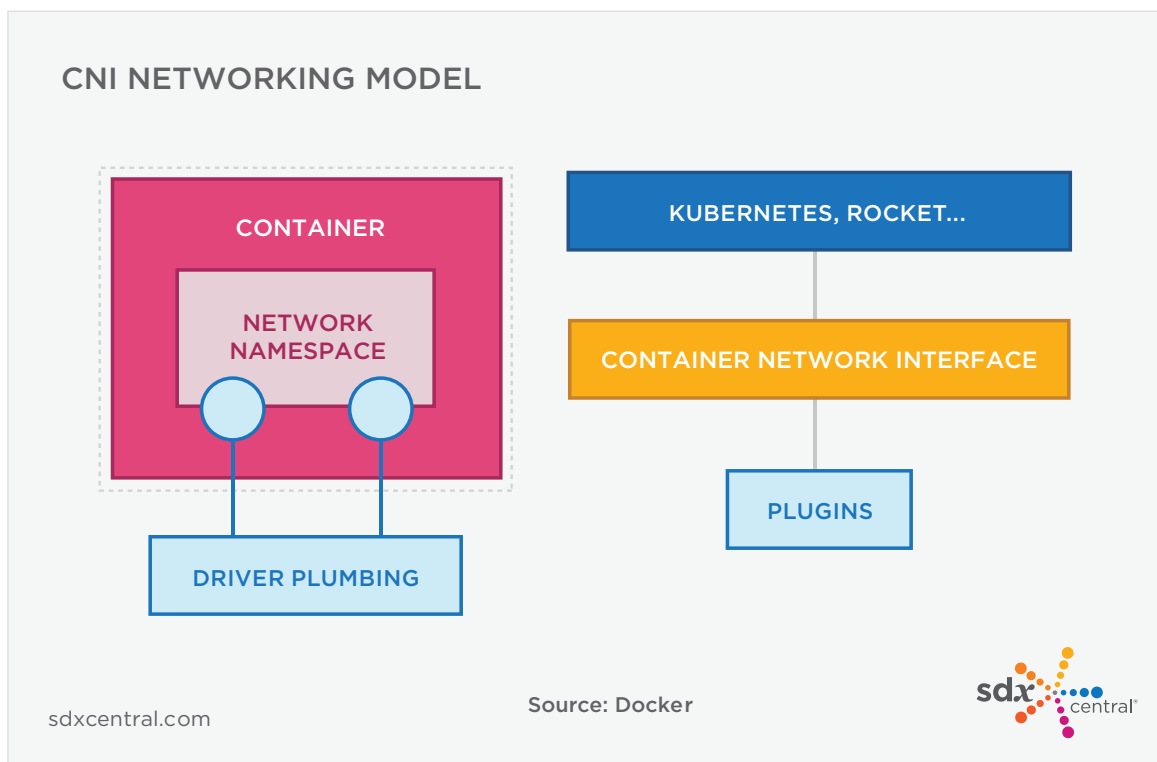 CNI NETWORKING MODEL
CONTAINER
NETWORK
NAMESPACE
DRIVER PLUMBING
KUBERNETES, ROCKET...
CONTAINER NETWORK INTERFACE
PLUGINS
sdxcentral.com
Source: Docker
sdx
central®